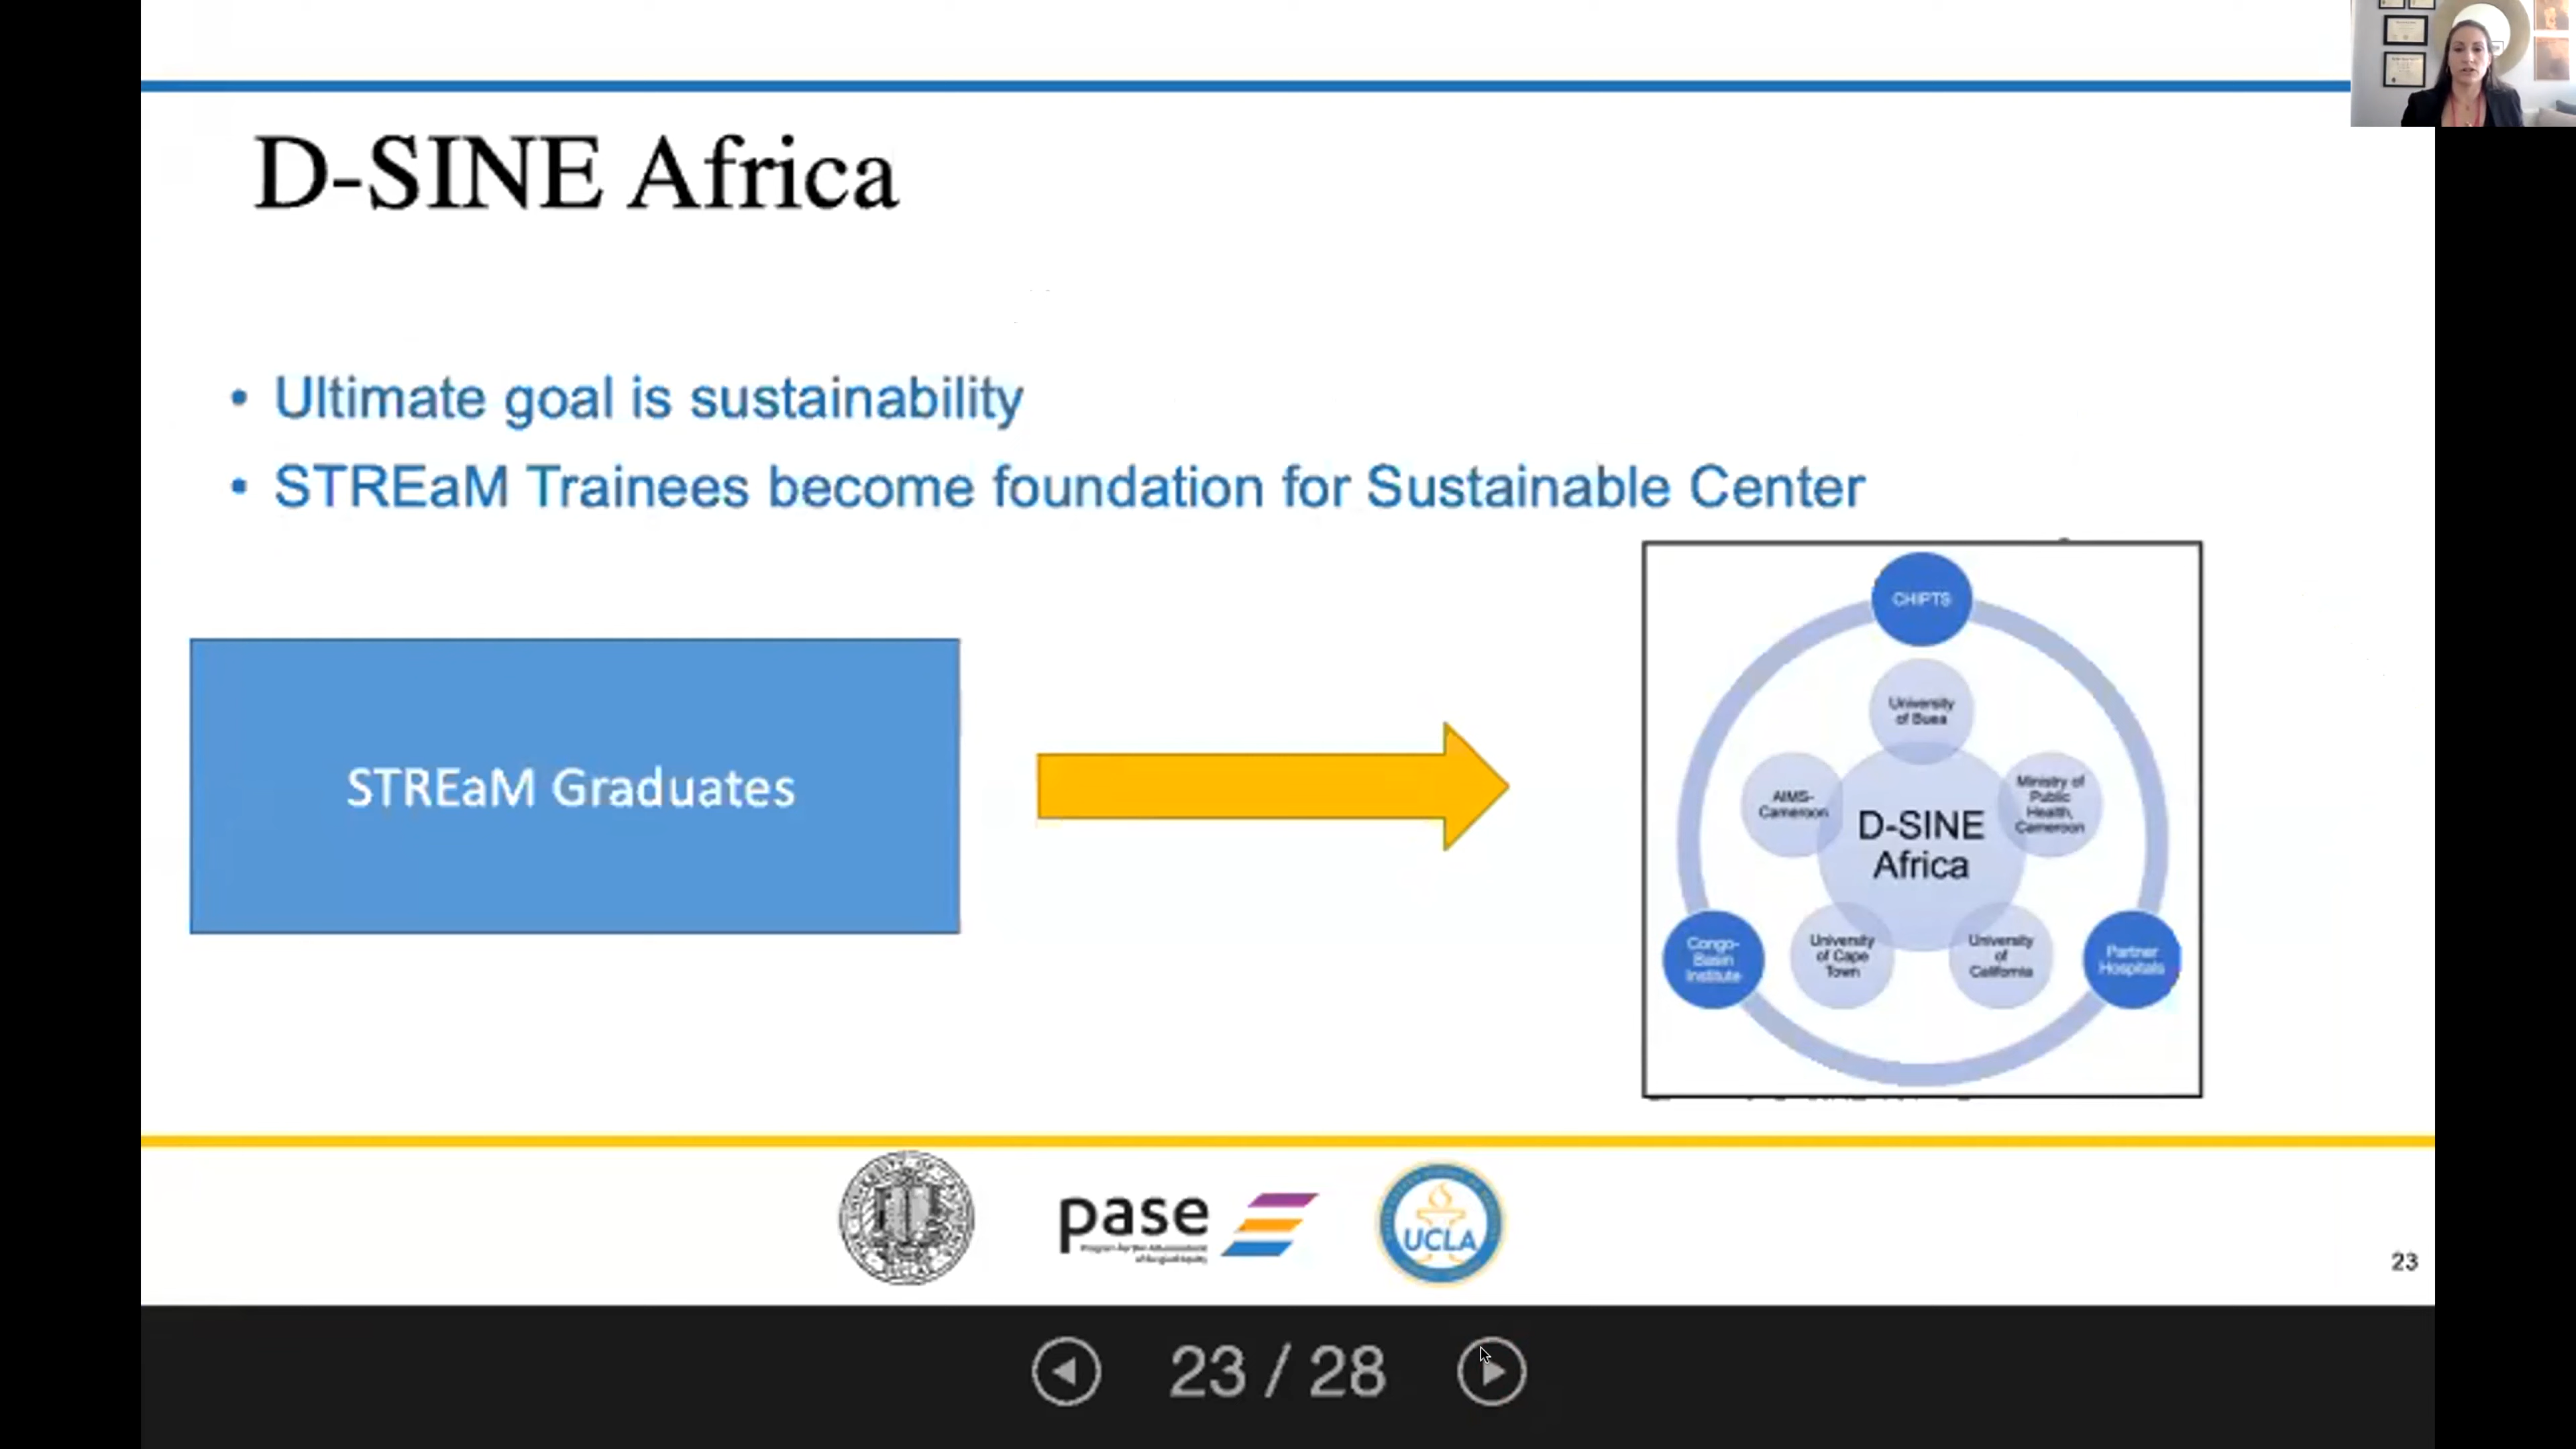 D-SINE Africa
• Ultimate goal is sustainability
• STREaM Trainees become foundation for Sustainable Center
STREaM Graduates
CHIPTS
University
of Buea
AIMS-
Cameroon
Ministry of
Public
Health,
Cameroon
D-SINE
Africa
Congo-
Basin
Institute
University
of Cape
Town
University
of
California
Partner
Hospitals
pase
UCLA
23
23 / 28